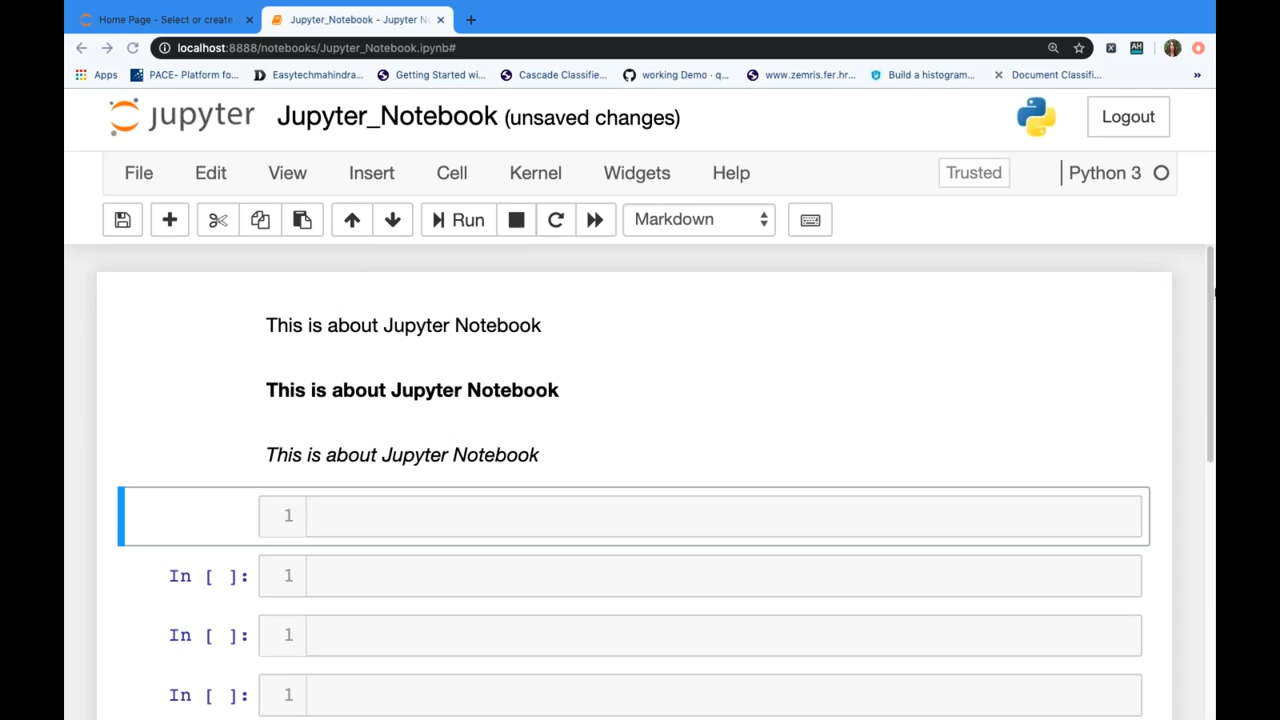 Home Page - Select or create
Jupyter_Notebook - Jupyter No
localhost:8888/notebooks/Jupyter_Notebook.ipynb#
Apps PACE- Platform fo... Easytechmahindra... Getting Started wi... Cascade Classifie... working Demo · q... www.zemris.fer.hr... Build a histogram... Document Classifi... »
jupyter Jupyter_Notebook (unsaved changes) Logout
File Edit View Insert Cell Kernel Widgets Help Trusted Python 3
Run Markdown
This is about Jupyter Notebook
This is about Jupyter Notebook
This is about Jupyter Notebook
1
In [ ]: 1
In [ ]: 1
In [ ]: 1